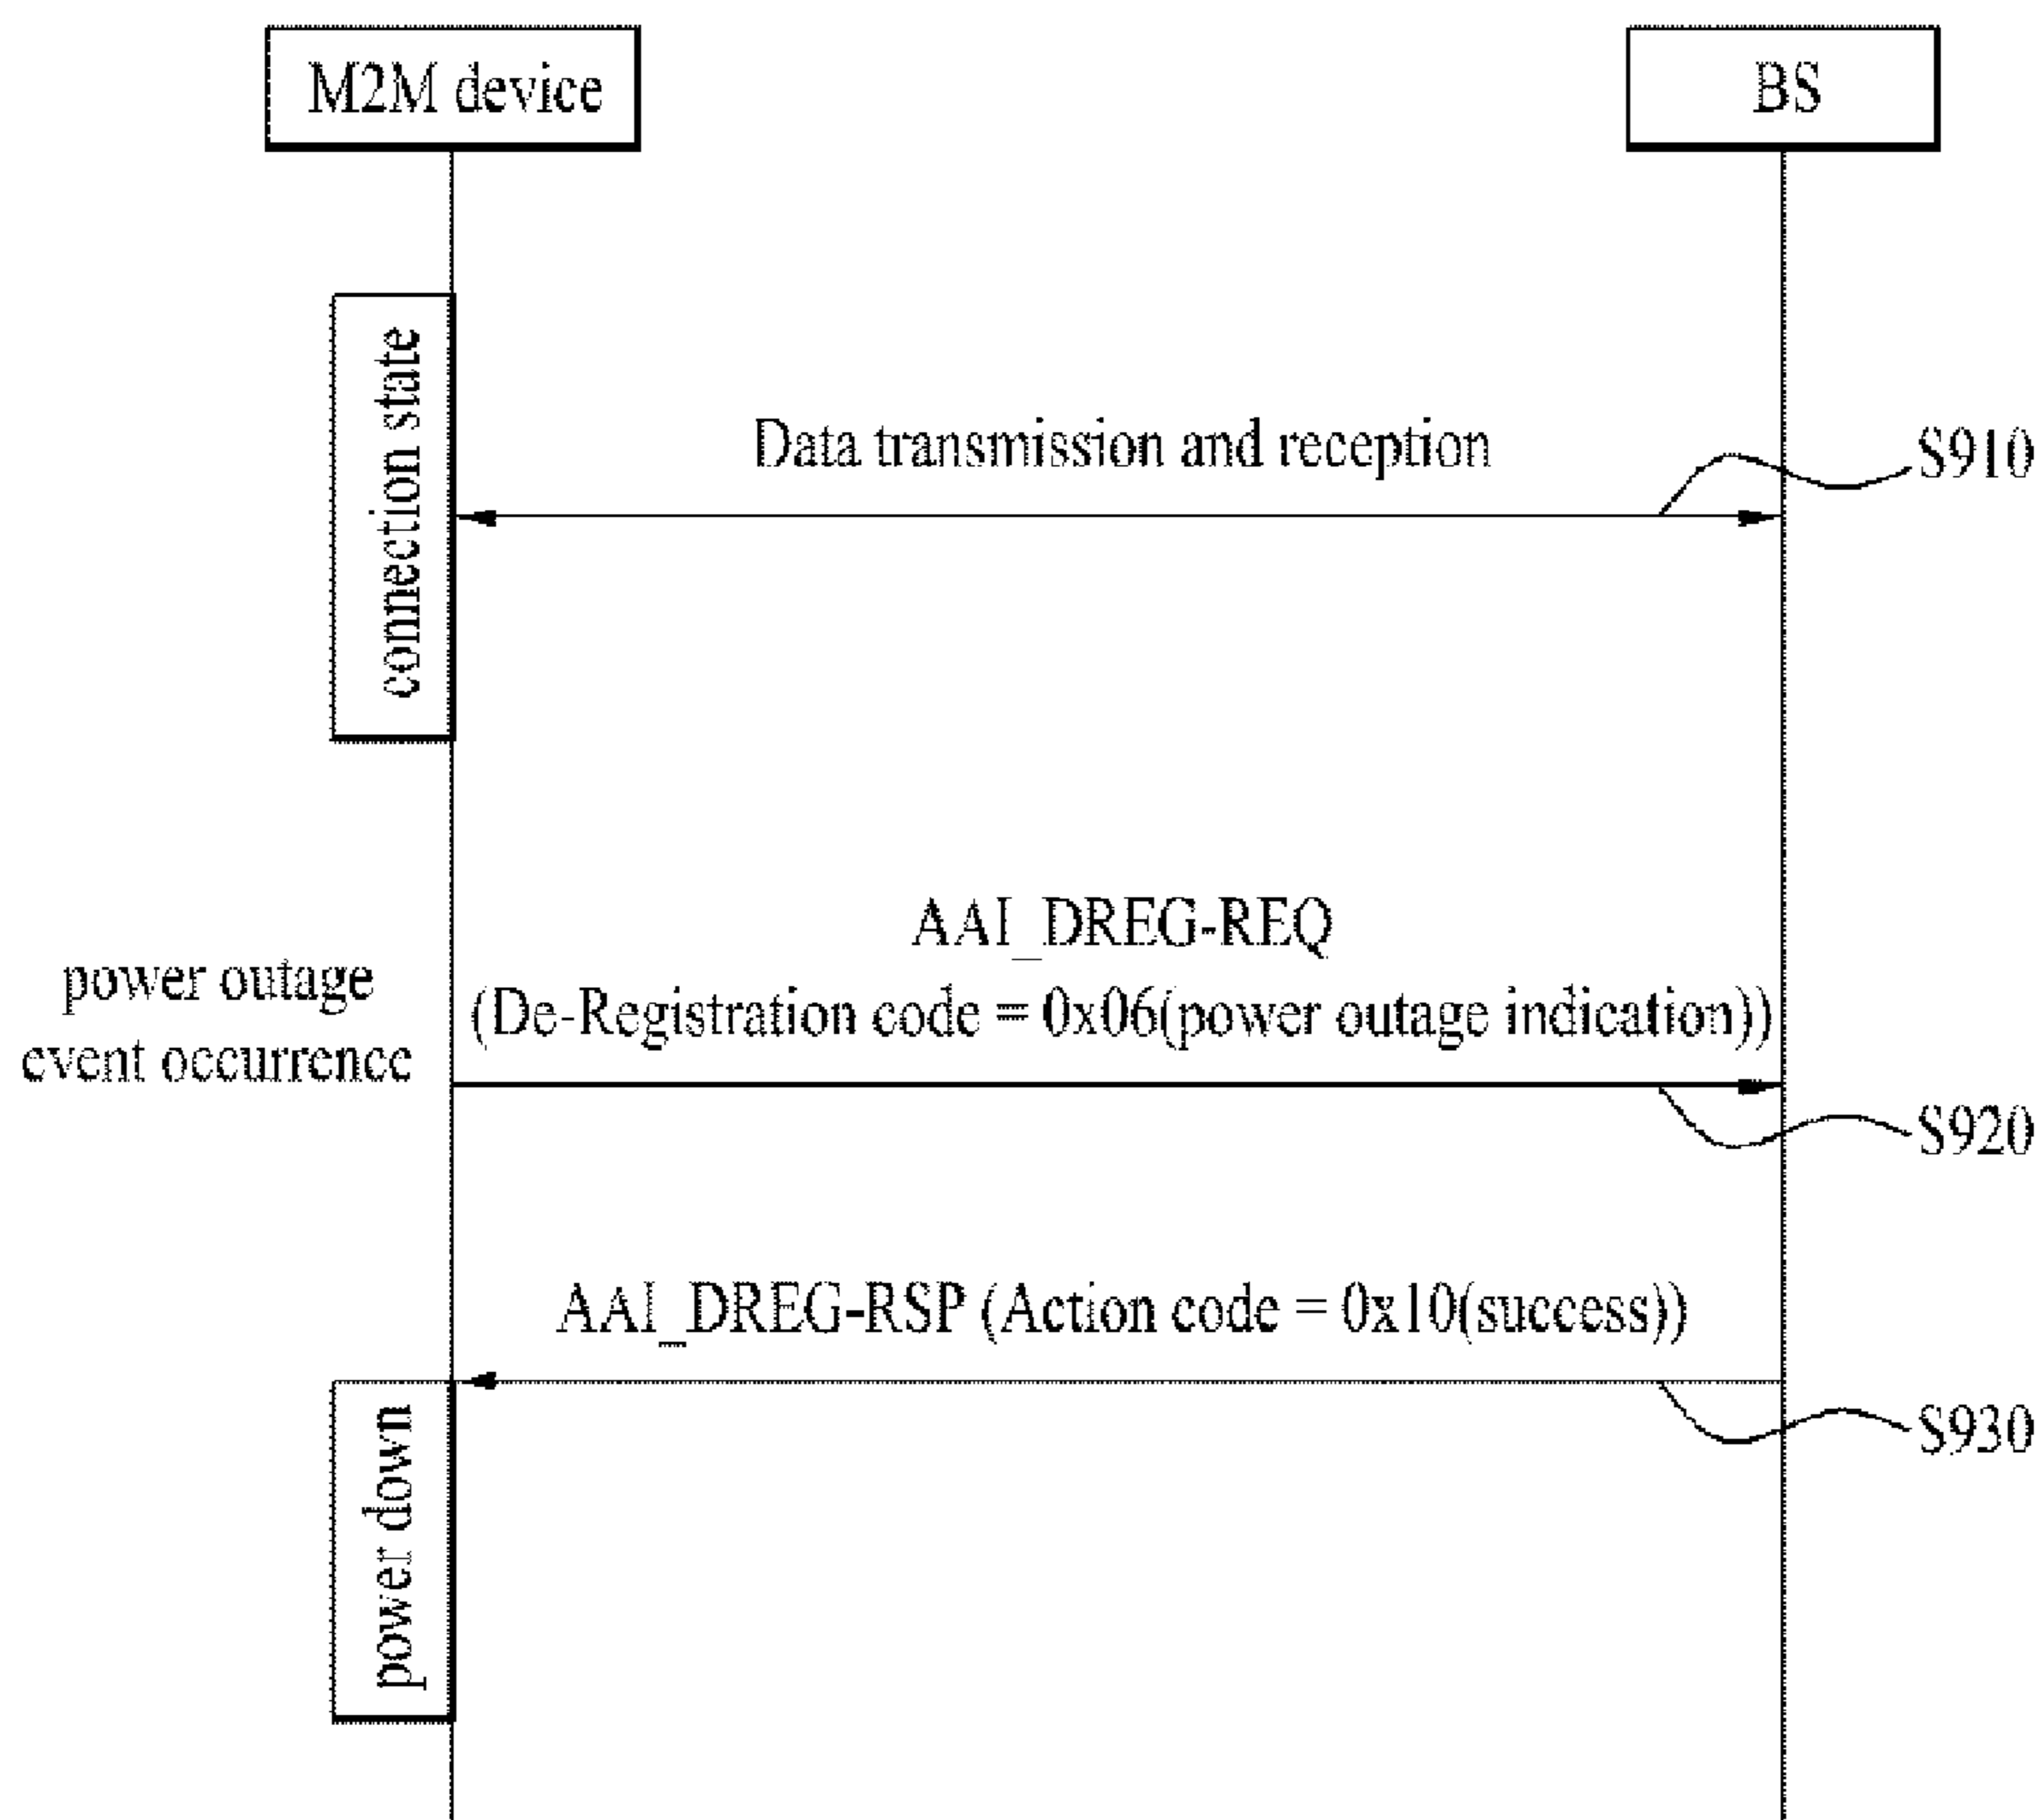 M2M device
BS
connection state
Data transmission and reception
S910
power outage
event occurrence
AAI_DREG-REQ
(De-Registration code = 0x06(power outage indication))
S920
AAI_DREG-RSP (Action code = 0x10(success))
S930
power down